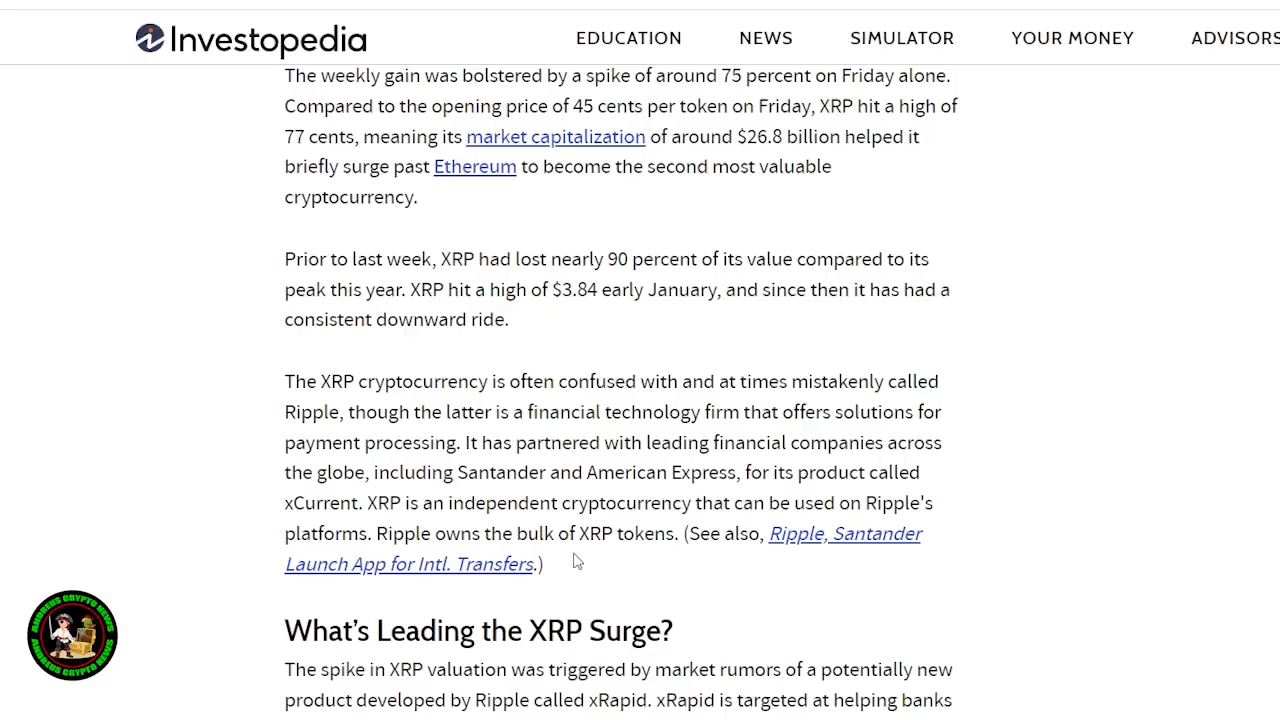 Investopedia
EDUCATION NEWS SIMULATOR YOUR MONEY ADVISORS
The weekly gain was bolstered by a spike of around 75 percent on Friday alone.
Compared to the opening price of 45 cents per token on Friday, XRP hit a high of
77 cents, meaning its market capitalization of around $26.8 billion helped it
briefly surge past Ethereum to become the second most valuable
cryptocurrency.
Prior to last week, XRP had lost nearly 90 percent of its value compared to its
peak this year. XRP hit a high of $3.84 early January, and since then it has had a
consistent downward ride.
The XRP cryptocurrency is often confused with and at times mistakenly called
Ripple, though the latter is a financial technology firm that offers solutions for
payment processing. It has partnered with leading financial companies across
the globe, including Santander and American Express, for its product called
xCurrent. XRP is an independent cryptocurrency that can be used on Ripple's
platforms. Ripple owns the bulk of XRP tokens. (See also, Ripple, Santander
Launch App for Intl. Transfers.)
ANDREUS CRYPTO NEWS
ANDREUS CRYPTO NEWS
What’s Leading the XRP Surge?
The spike in XRP valuation was triggered by market rumors of a potentially new
product developed by Ripple called xRapid. xRapid is targeted at helping banks